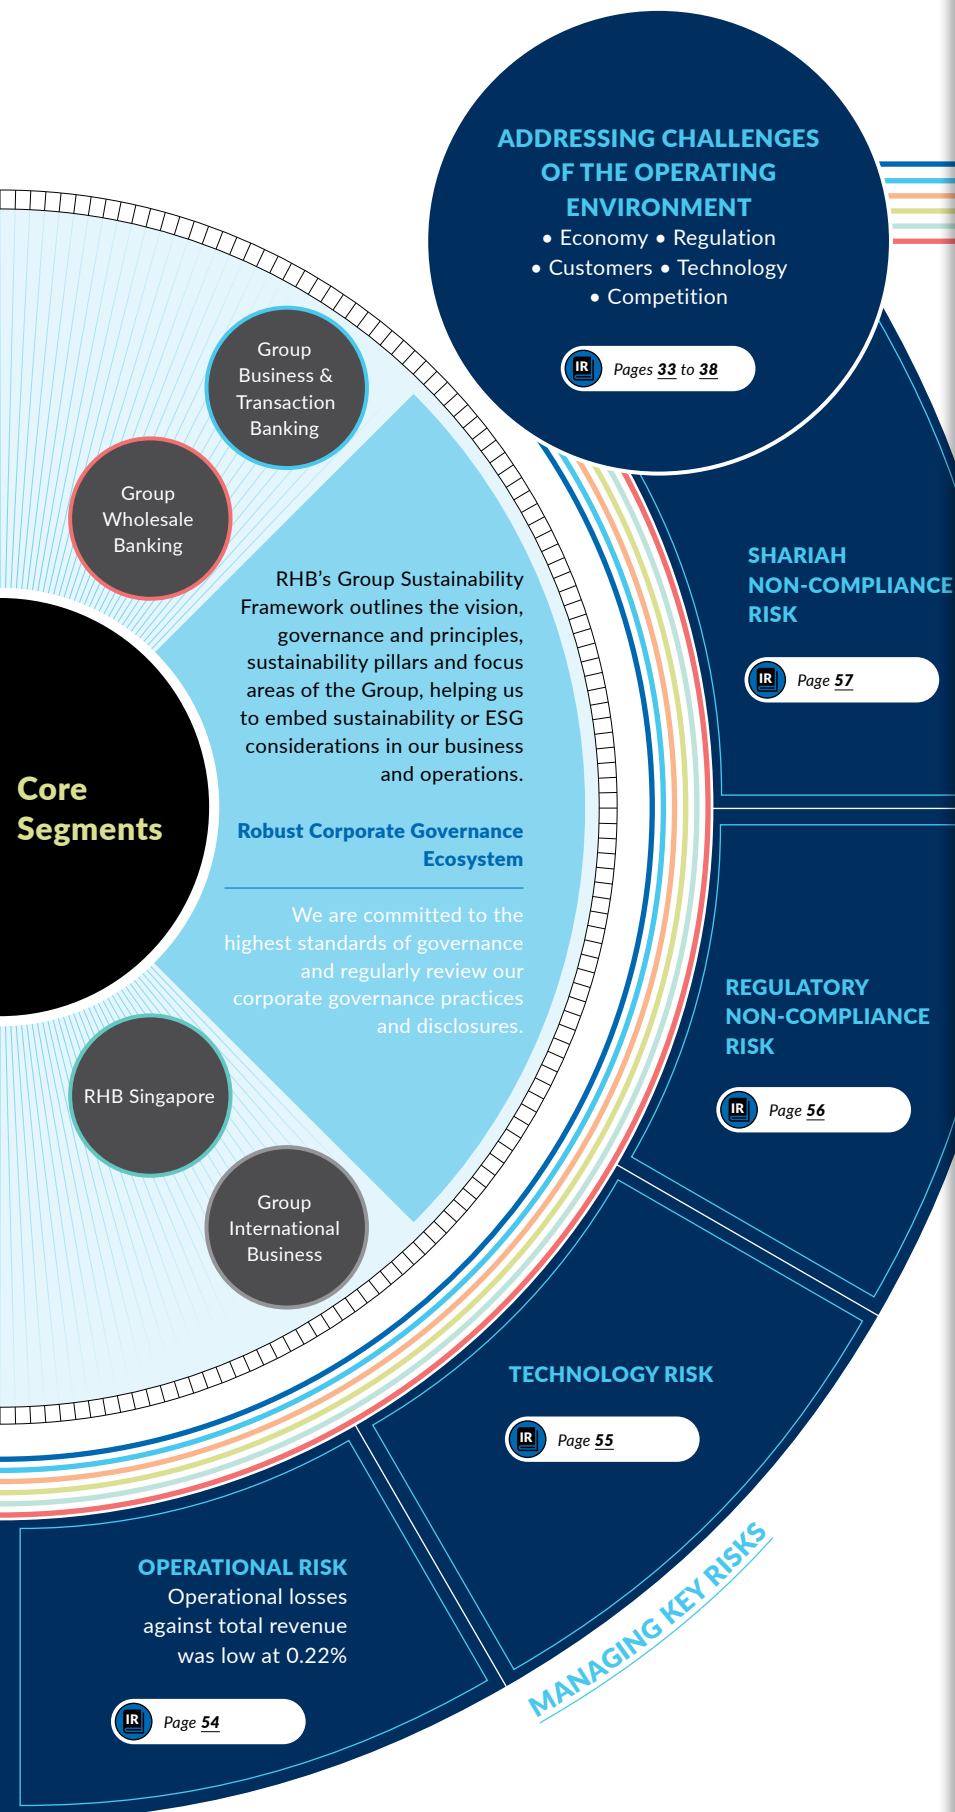 ADDRESSING CHALLENGES
OF THE OPERATING
ENVIRONMENT
• Economy • Regulation
• Customers • Technology
• Competition
IR Pages 33 to 38
Group
Business &
Transaction
Banking
Group
Wholesale
Banking
RHB's Group Sustainability
Framework outlines the vision,
governance and principles,
sustainability pillars and focus
areas of the Group, helping us
to embed sustainability or ESG
considerations in our business
and operations.
Core
Segments
Robust Corporate Governance
Ecosystem
We are committed to the
highest standards of governance
and regularly review our
corporate governance practices
and disclosures.
RHB Singapore
Group
International
Business
SHARIAH
NON-COMPLIANCE
RISK
IR Page 57
REGULATORY
NON-COMPLIANCE
RISK
IR Page 56
TECHNOLOGY RISK
IR Page 55
OPERATIONAL RISK
Operational losses
against total revenue
was low at 0.22%
IR Page 54
MANAGING KEY RISKS